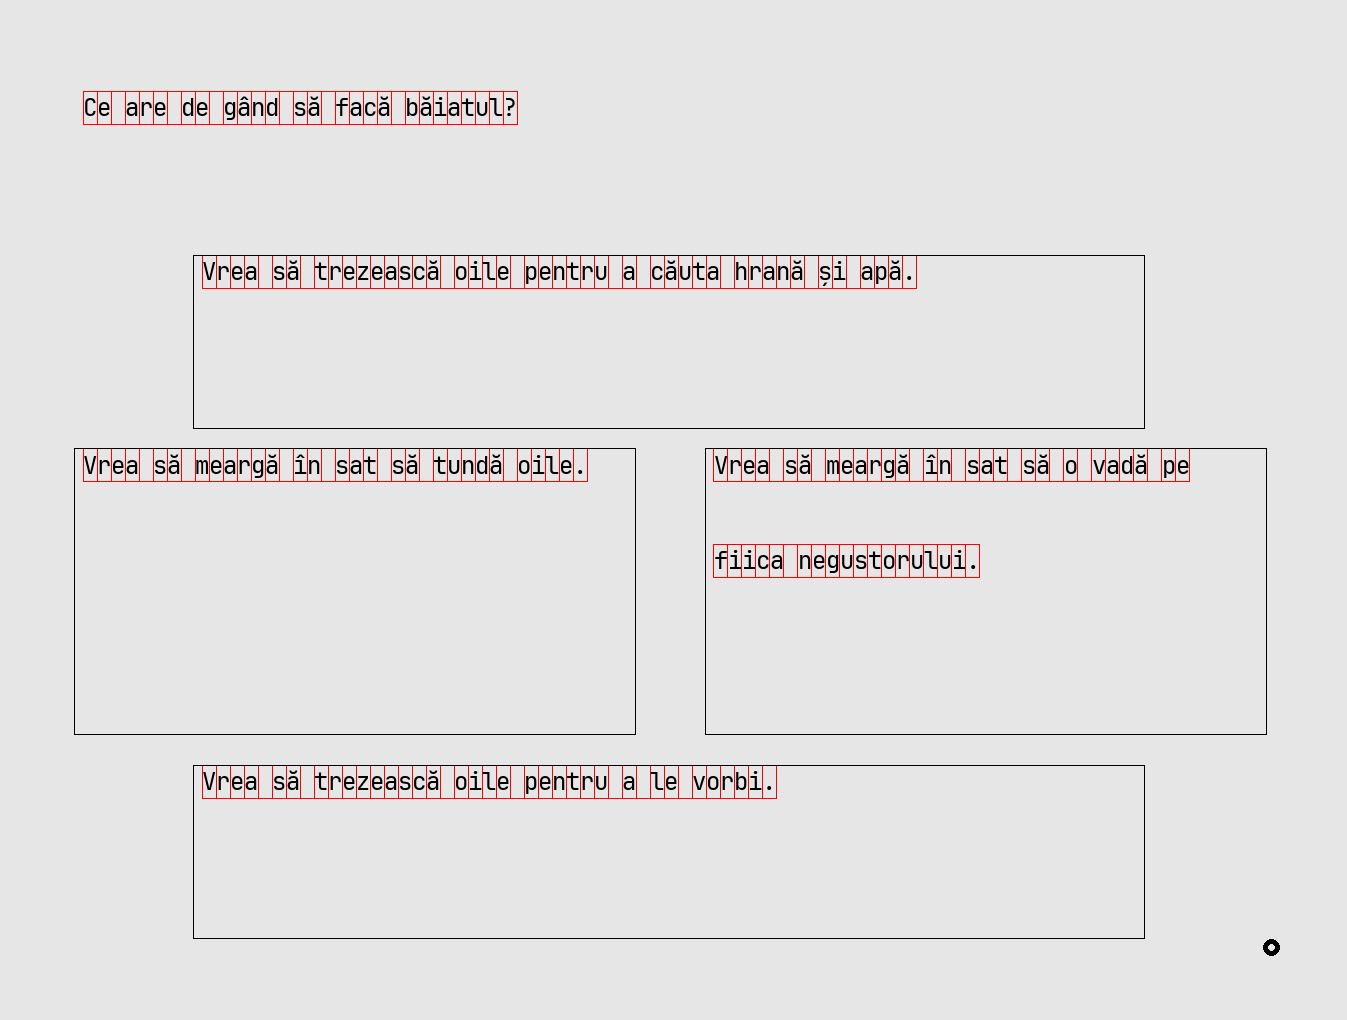 Ce are de gând să facă băiatul?
Vrea să trezească oile pentru a căuta hrană și apă.
Vrea să meargă în sat să tundă oile.
Vrea să meargă în sat să o vadă pe
fiica negustorului.
Vrea să trezească oile pentru a le vorbi.